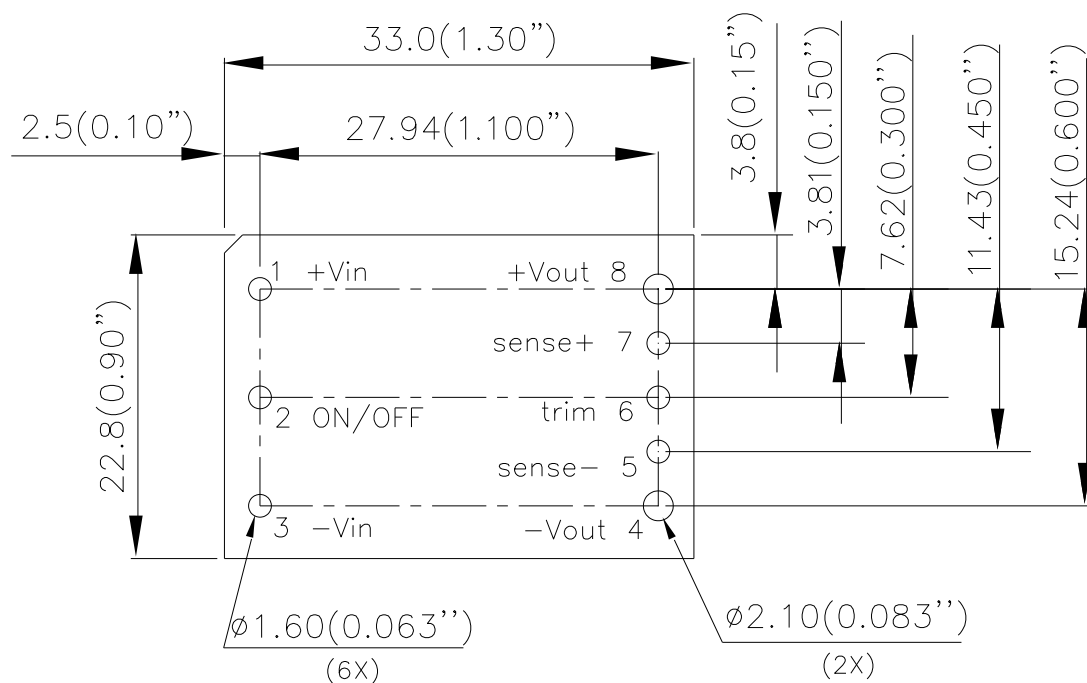 33.0(1.30”)
2.5(0.10”)
27.94(1.100”)
3.8(0.15”)
3.81(0.150”)
7.62(0.300”)
11.43(0.450”)
15.24(0.600”)
22.8(0.90”)
1 +Vin
+Vout 8
sense+ 7
2 ON/OFF
trim 6
sense− 5
3 −Vin
−Vout 4
⌀1.60(0.063’’)
(6X)
⌀2.10(0.083’’)
(2X)